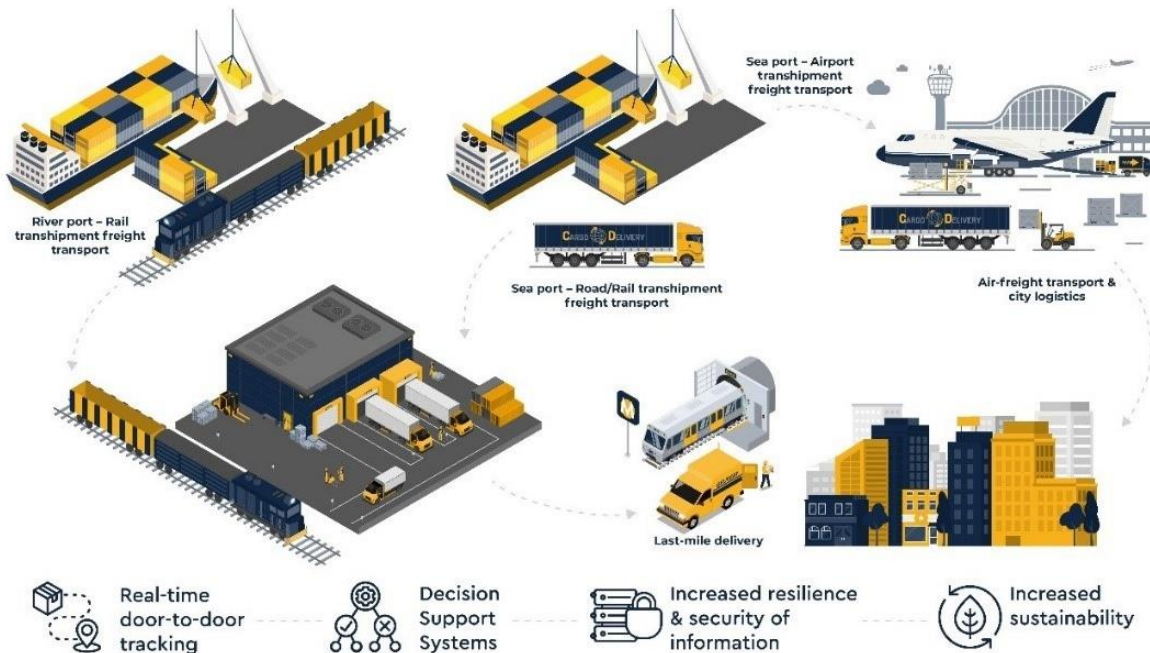 Sea port – Airport
transhipment
freight transport
River port – Rail
transhipment freight
transport
CARGO DELIVERY
Sea port – Road/Rail transhipment
freight transport
CARGO DELIVERY
Air-freight transport &
city logistics
Last-mile delivery
Real-time
door-to-door
tracking
Decision
Support
Systems
Increased resilience
& security of
information
Increased
sustainability